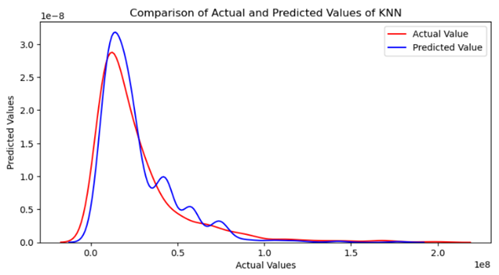 Comparison of Actual and Predicted Values of KNN
1e−8
Actual Value
Predicted Value
3.0
2.5
2.0
1.5
1.0
0.5
0.0
Predicted Values
0.0
0.5
1.0
1.5
2.0
1e8
Actual Values